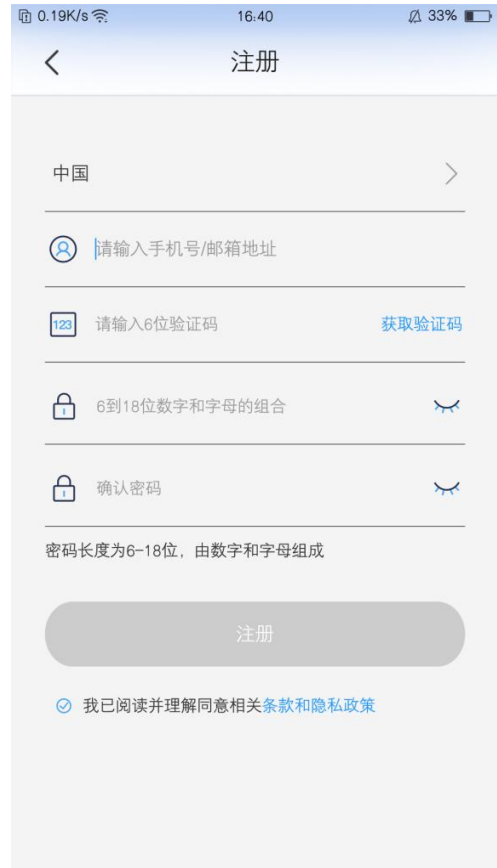 0.19K/s 16:40 33%
注册
中国
请输入手机号/邮箱地址
123 请输入6位验证码 获取验证码
6到18位数字和字母的组合
确认密码
密码长度为6-18位，由数字和字母组成
注册
我已阅读并理解同意相关条款和隐私政策